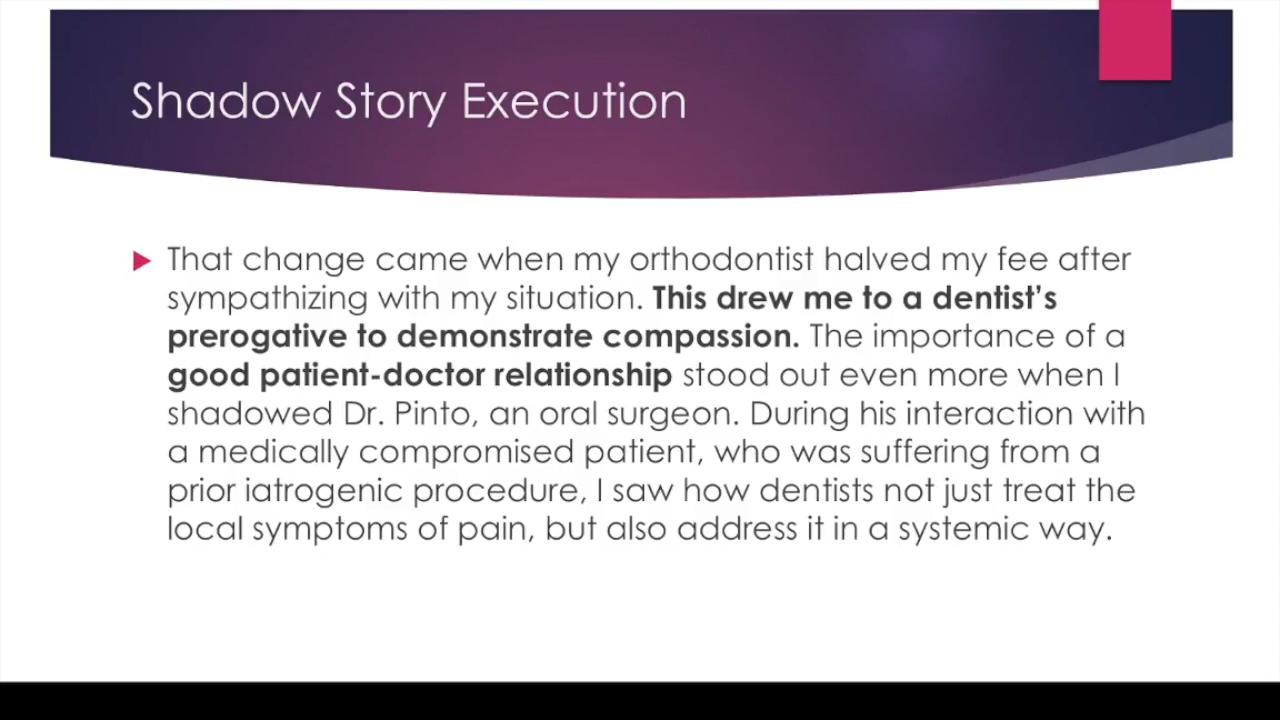 Shadow Story Execution
That change came when my orthodontist halved my fee after
sympathizing with my situation. This drew me to a dentist’s
prerogative to demonstrate compassion. The importance of a
good patient-doctor relationship stood out even more when I
shadowed Dr. Pinto, an oral surgeon. During his interaction with
a medically compromised patient, who was suffering from a
prior iatrogenic procedure, I saw how dentists not just treat the
local symptoms of pain, but also address it in a systemic way.